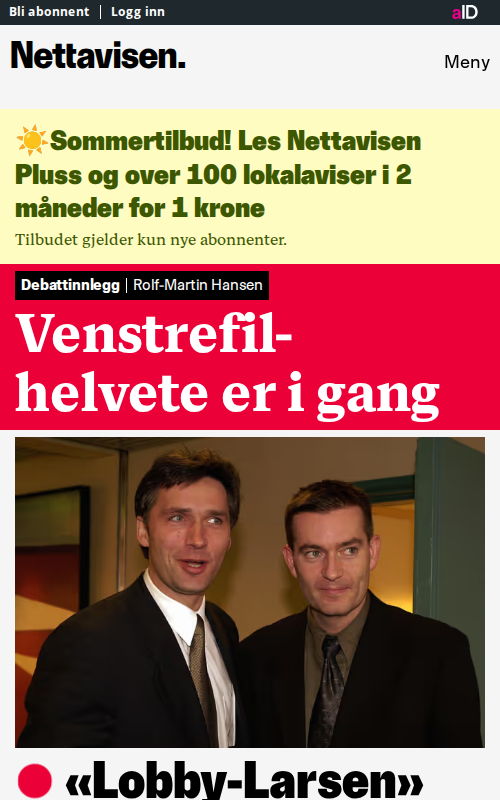 Bli abonnent | Logg inn
aID
Nettavisen.
Meny
Sommertilbud! Les Nettavisen
Pluss og over 100 lokalaviser i 2
måneder for 1 krone
Tilbudet gjelder kun nye abonnenter.
Debattinnlegg | Rolf-Martin Hansen
Venstrefil-
helvete er i gang
«Lobby-Larsen»